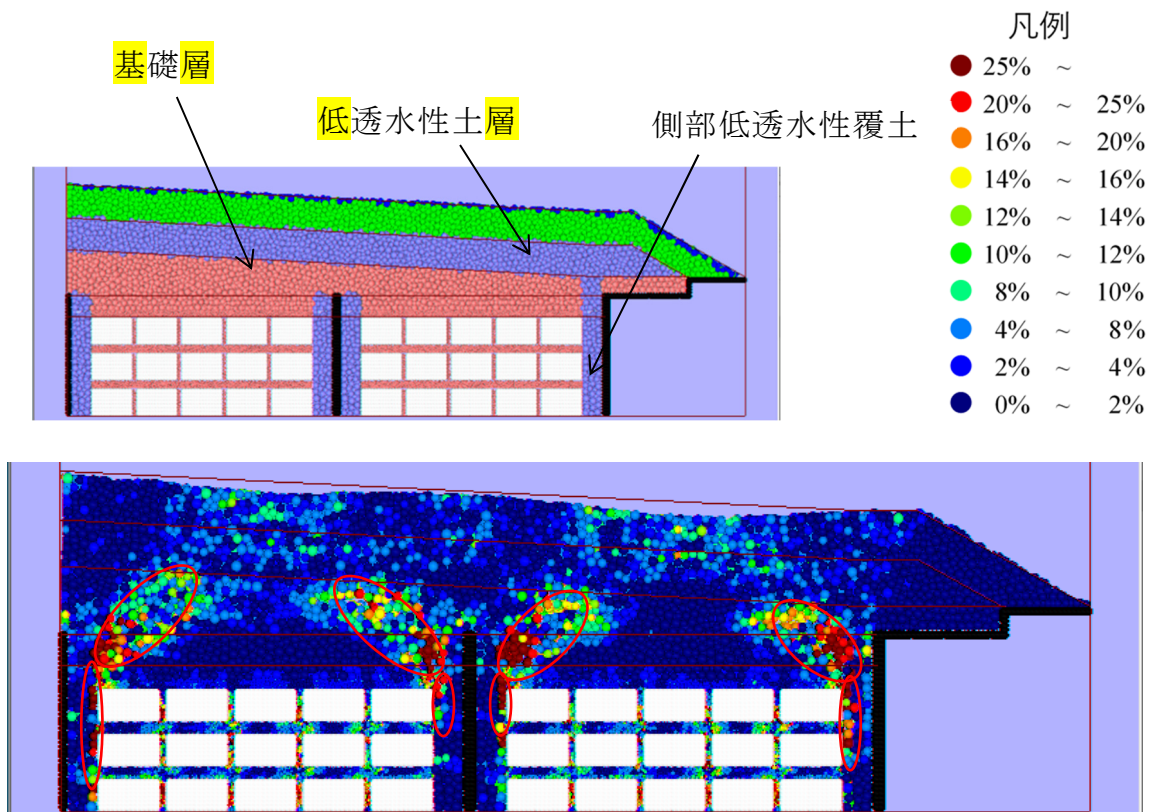 凡例
基礎層
低透水性土層
側部低透水性覆土
25% ~
20% ~ 25%
16% ~ 20%
14% ~ 16%
12% ~ 14%
10% ~ 12%
8% ~ 10%
4% ~ 8%
2% ~ 4%
0% ~ 2%